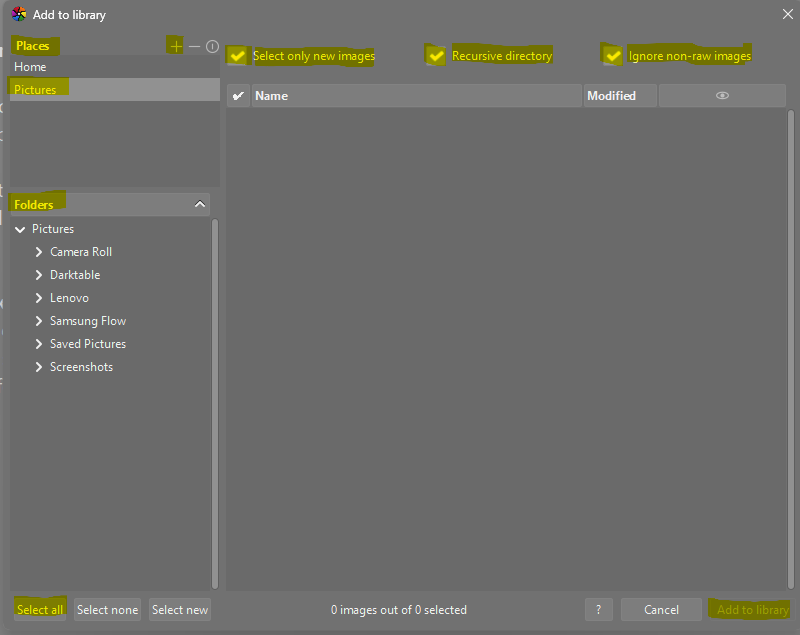 Add to library
Places
Home
Pictures
Select only new images
Recursive directory
Ignore non-raw images
Name
Modified
Folders
Pictures
Camera Roll
Darktable
Lenovo
Samsung Flow
Saved Pictures
Screenshots
Select all
Select none
Select new
0 images out of 0 selected
?
Cancel
Add to library